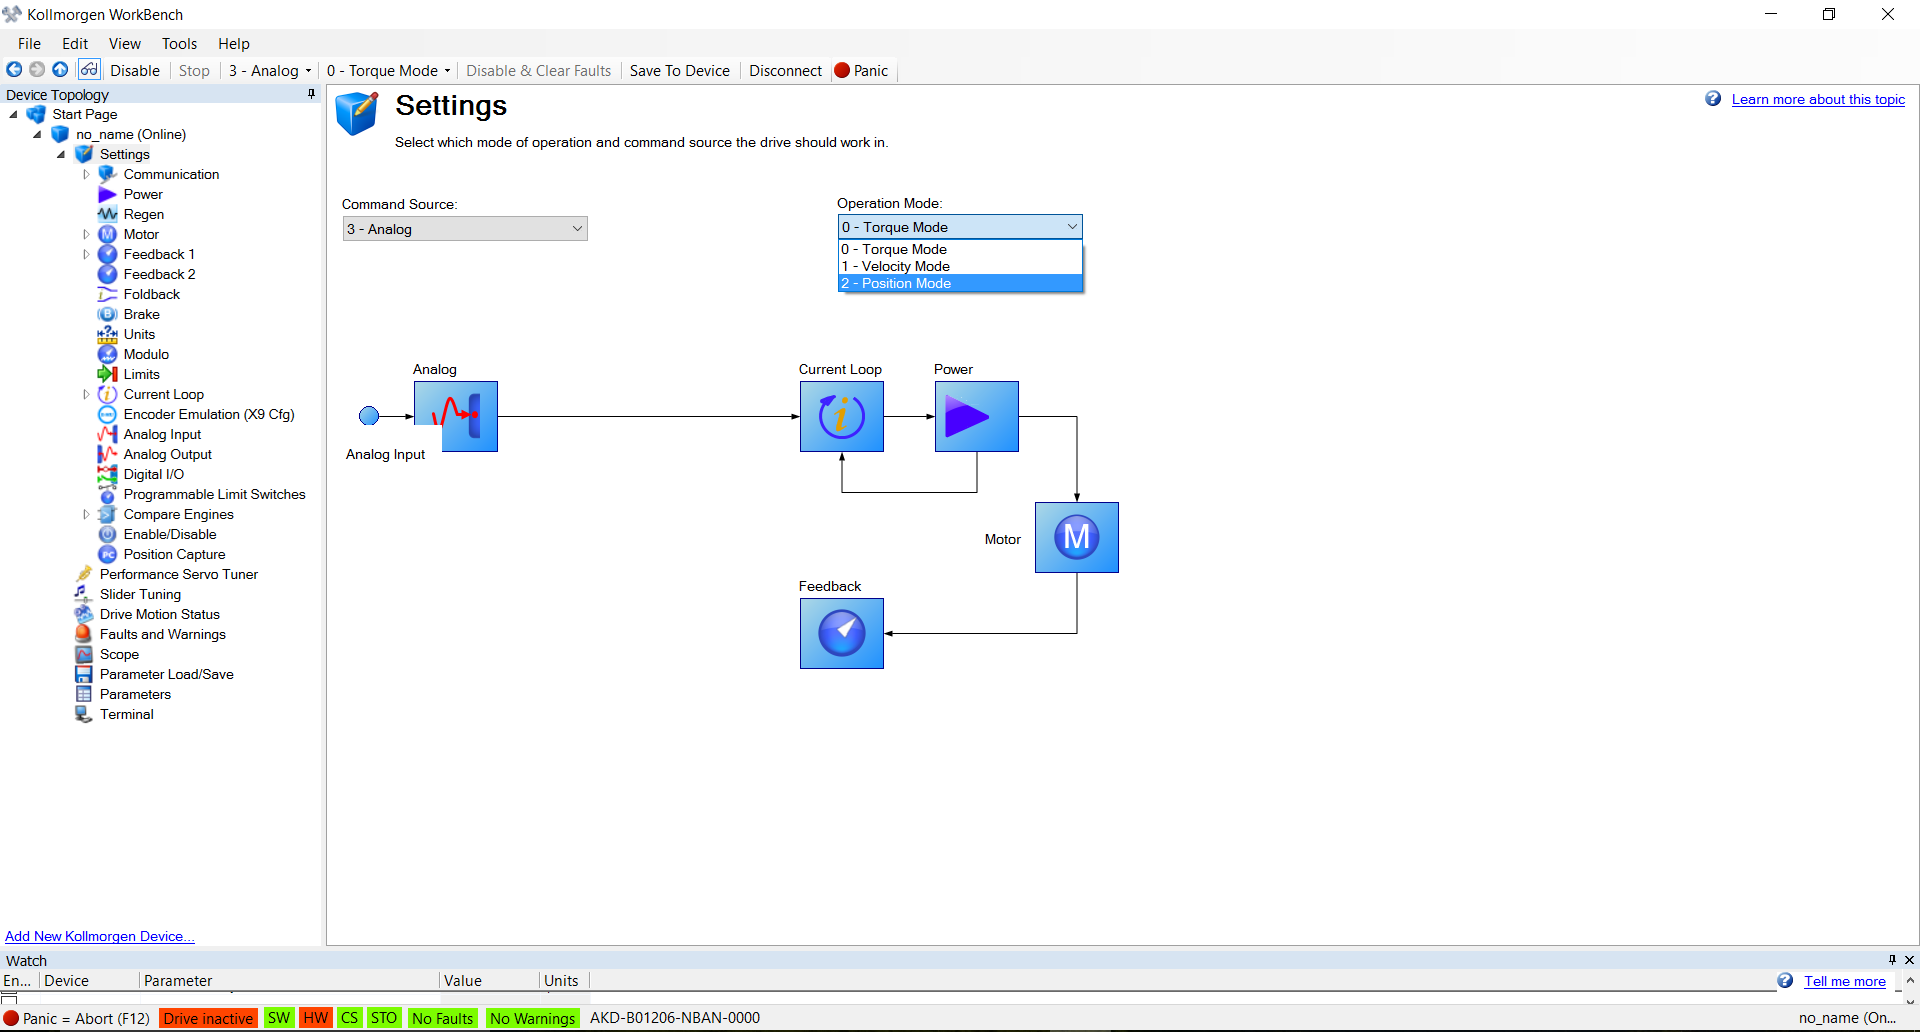 Kollmorgen WorkBench
File Edit View Tools Help
Disable Stop 3 - Analog 0 - Torque Mode Disable & Clear Faults Save To Device Disconnect Panic
Device Topology
Start Page
no_name (Online)
Settings
Communication
Power
Regen
M Motor
Feedback 1
Feedback 2
Foldback
B Brake
Units
Modulo
Limits
i Current Loop
Encoder Emulation (X9 Cfg)
Analog Input
Analog Output
Digital I/O
Programmable Limit Switches
Compare Engines
Enable/Disable
PC Position Capture
Performance Servo Tuner
Slider Tuning
Drive Motion Status
Faults and Warnings
Scope
Parameter Load/Save
Parameters
Terminal
Add New Kollmorgen Device...
Settings
Learn more about this topic
Select which mode of operation and command source the drive should work in.
Command Source:
3 - Analog
Operation Mode:
0 - Torque Mode
0 - Torque Mode
1 - Velocity Mode
2 - Position Mode
Analog
Current Loop
Power
i
Analog Input
Motor
M
Feedback
Watch
En... Device Parameter Value Units
Tell me more
Panic = Abort (F12) Drive inactive SW HW CS STO No Faults No Warnings AKD-B01206-NBAN-0000 no_name (On...